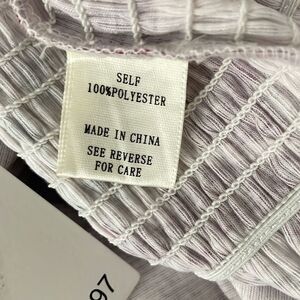 SELF
100%POLYESTER
MADE IN CHINA
SEE REVERSE
FOR CARE
97